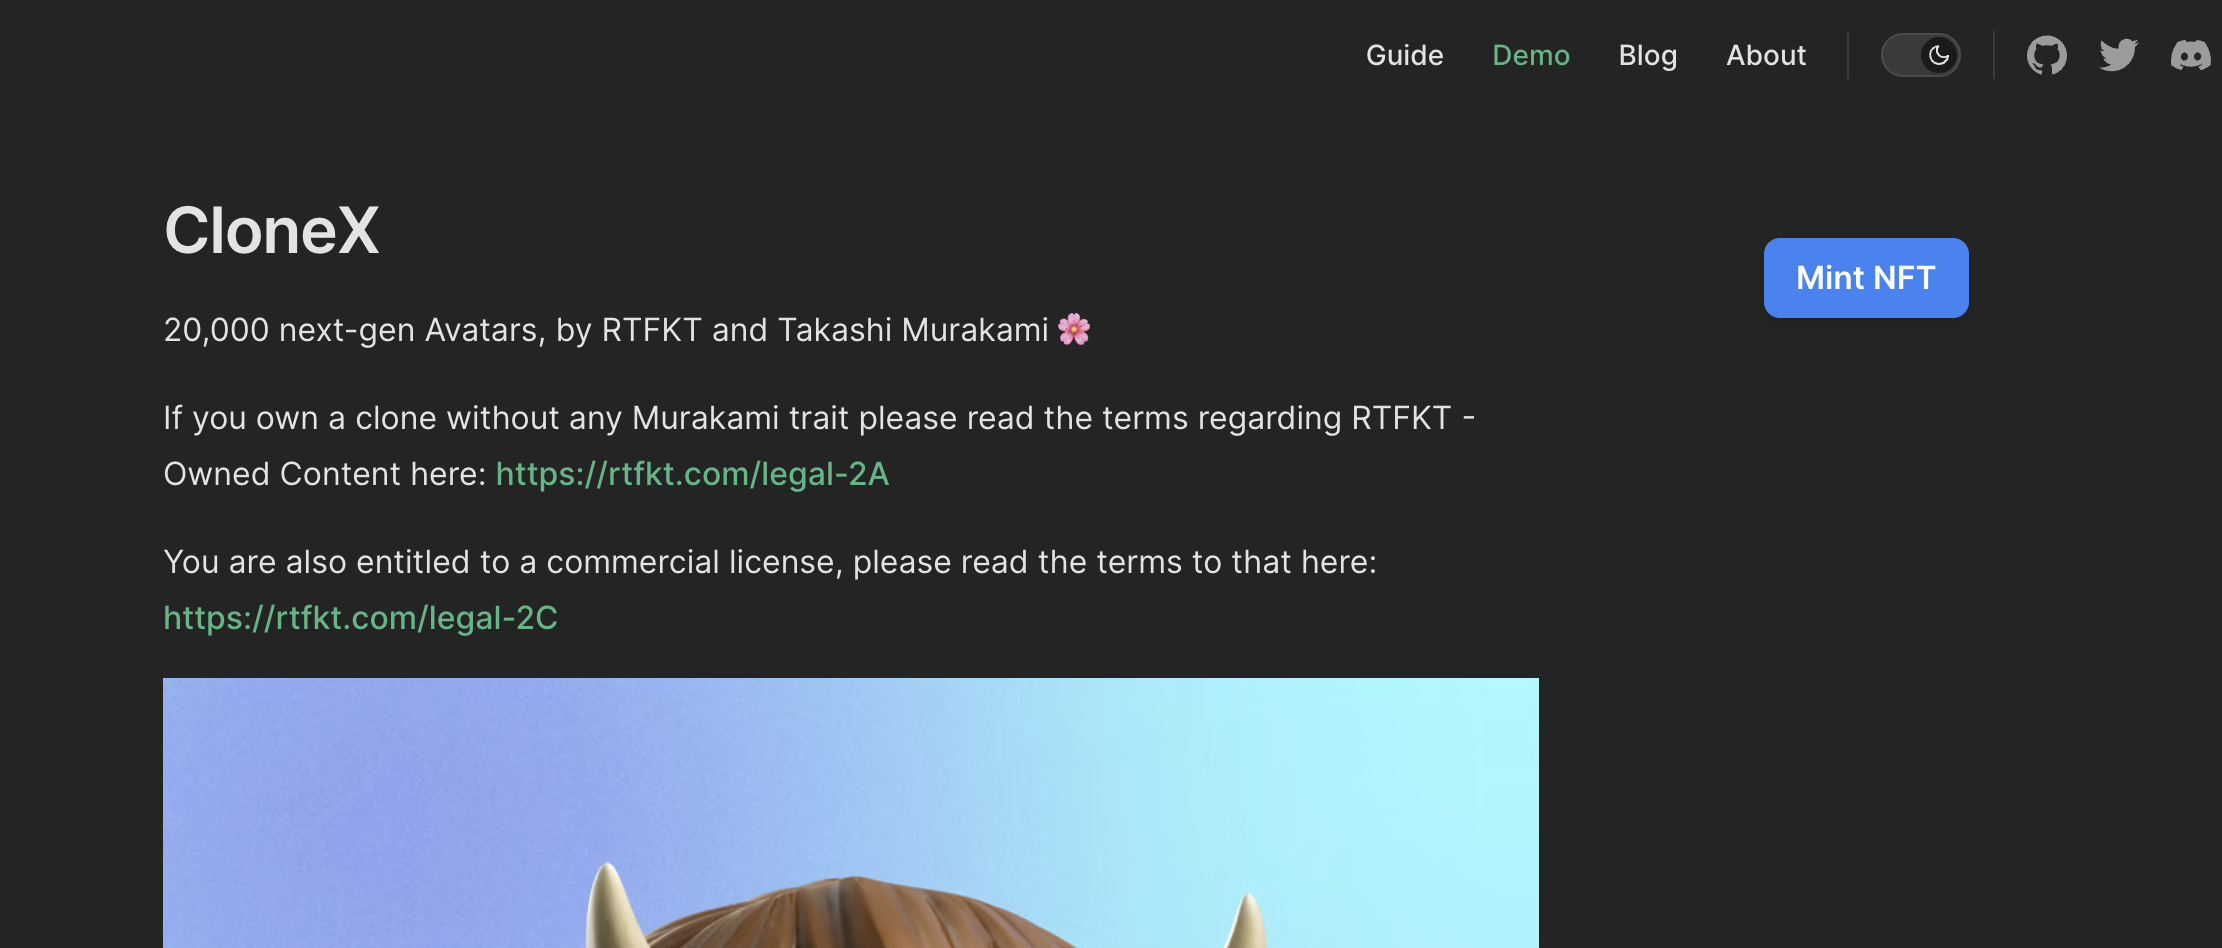 Guide Demo Blog About
CloneX
Mint NFT
20,000 next-gen Avatars, by RTFKT and Takashi Murakami 🌸
If you own a clone without any Murakami trait please read the terms regarding RTFKT -
Owned Content here: https://rtfkt.com/legal-2A
You are also entitled to a commercial license, please read the terms to that here:
https://rtfkt.com/legal-2C